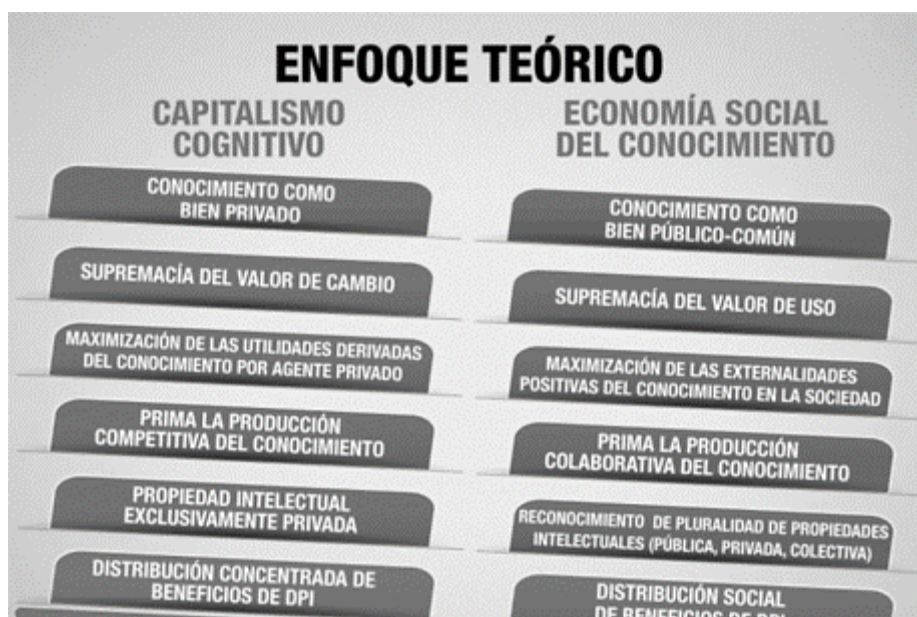 ENFOQUE TEÓRICO
CAPITALISMO
COGNITIVO
CONOCIMIENTO COMO
BIEN PRIVADO
SUPREMACÍA DEL VALOR DE CAMBIO
MAXIMIZACIÓN DE LAS UTILIDADES DERIVADAS
DEL CONOCIMIENTO POR AGENTE PRIVADO
PRIMA LA PRODUCCIÓN
COMPETITIVA DEL CONOCIMIENTO
PROPIEDAD INTELECTUAL
EXCLUSIVAMENTE PRIVADA
DISTRIBUCIÓN CONCENTRADA DE
BENEFICIOS DE DPI
ECONOMÍA SOCIAL
DEL CONOCIMIENTO
CONOCIMIENTO COMO
BIEN PÚBLICO-COMÚN
SUPREMACÍA DEL VALOR DE USO
MAXIMIZACIÓN DE LAS EXTERNALIDADES
POSITIVAS DEL CONOCIMIENTO EN LA SOCIEDAD
PRIMA LA PRODUCCIÓN
COLABORATIVA DEL CONOCIMIENTO
RECONOCIMIENTO DE PLURALIDAD DE PROPIEDADES
INTELECTUALES (PÚBLICA, PRIVADA, COLECTIVA)
DISTRIBUCIÓN SOCIAL
DE BENEFICIOS DE DPI